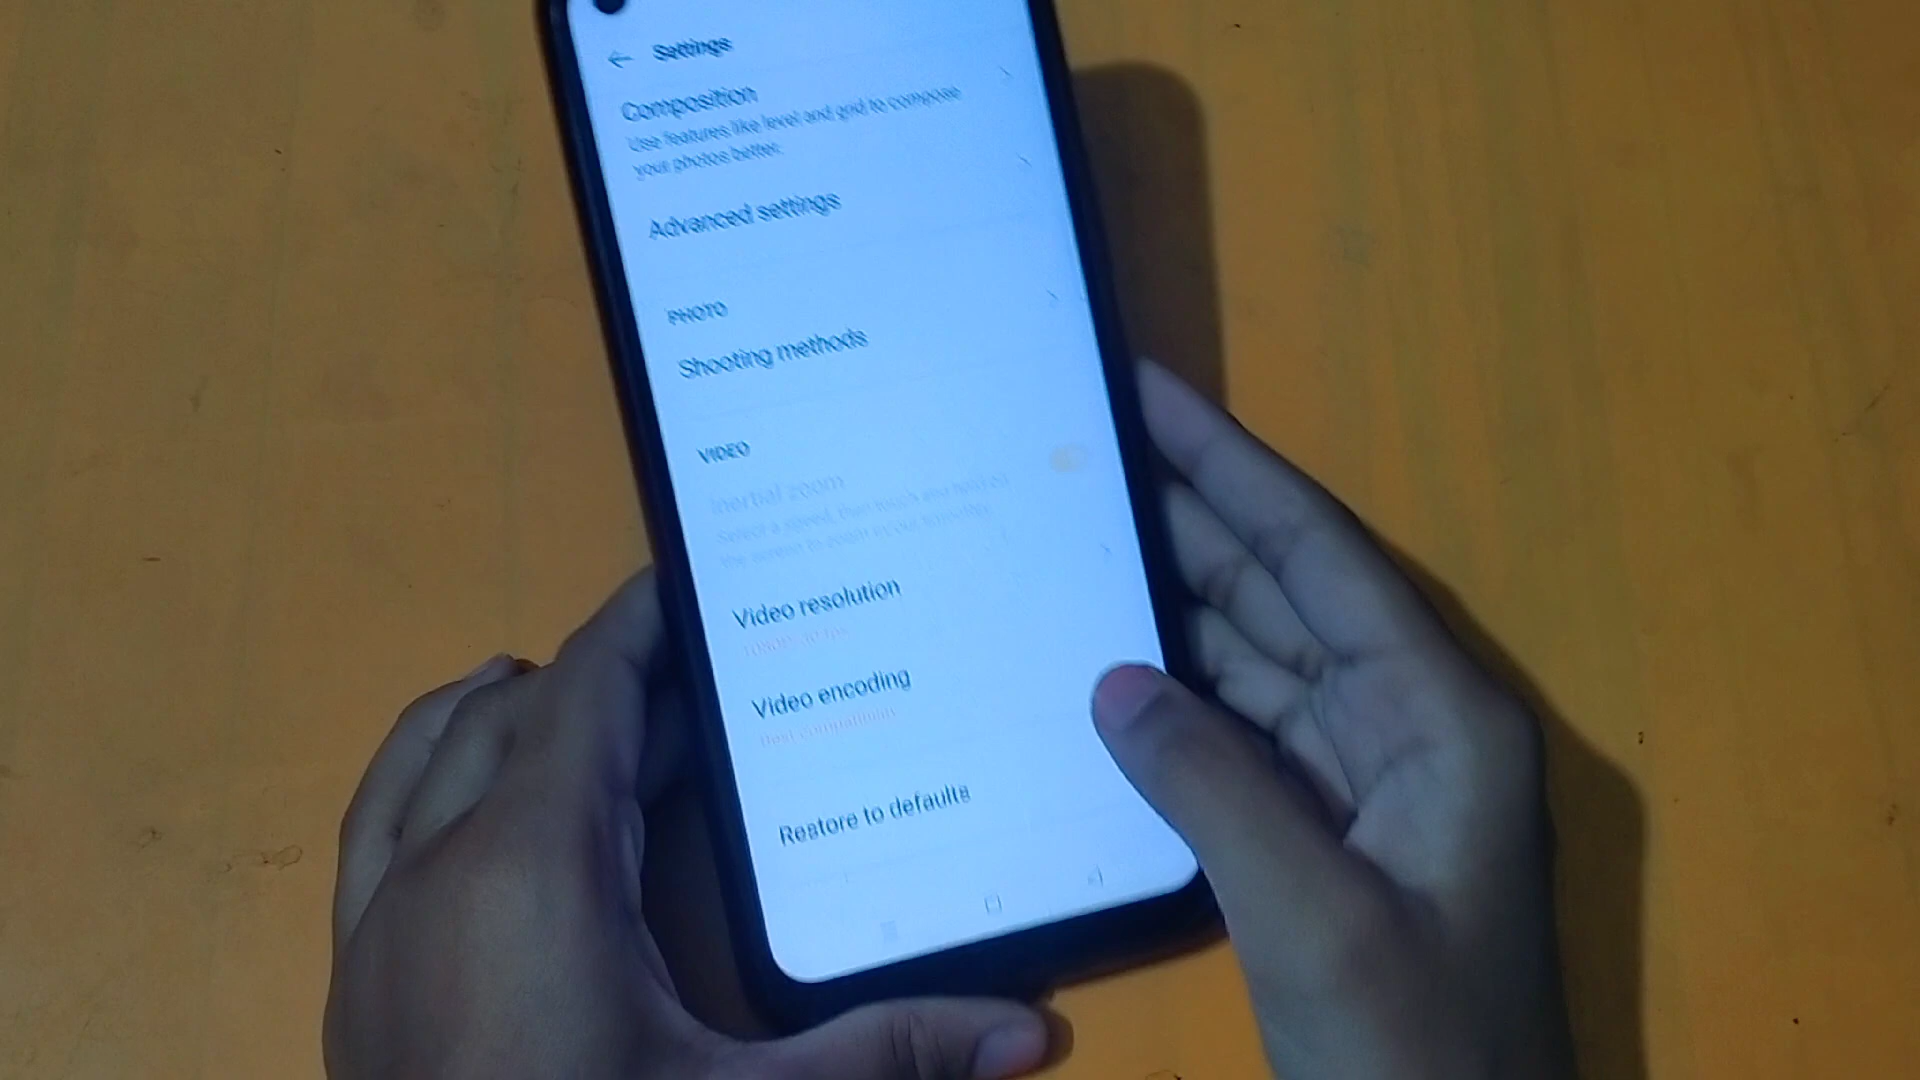 Settings
Composition
Use features like level and grid to compose
your photos better.
Advanced settings
PHOTO
Shooting methods
VIDEO
Inertial zoom
Select a speed, then touch and hold on
the screen to zoom in out smoothly.
Video resolution
1080P, 30 fps
Video encoding
Best compatibility
Restore to defaults